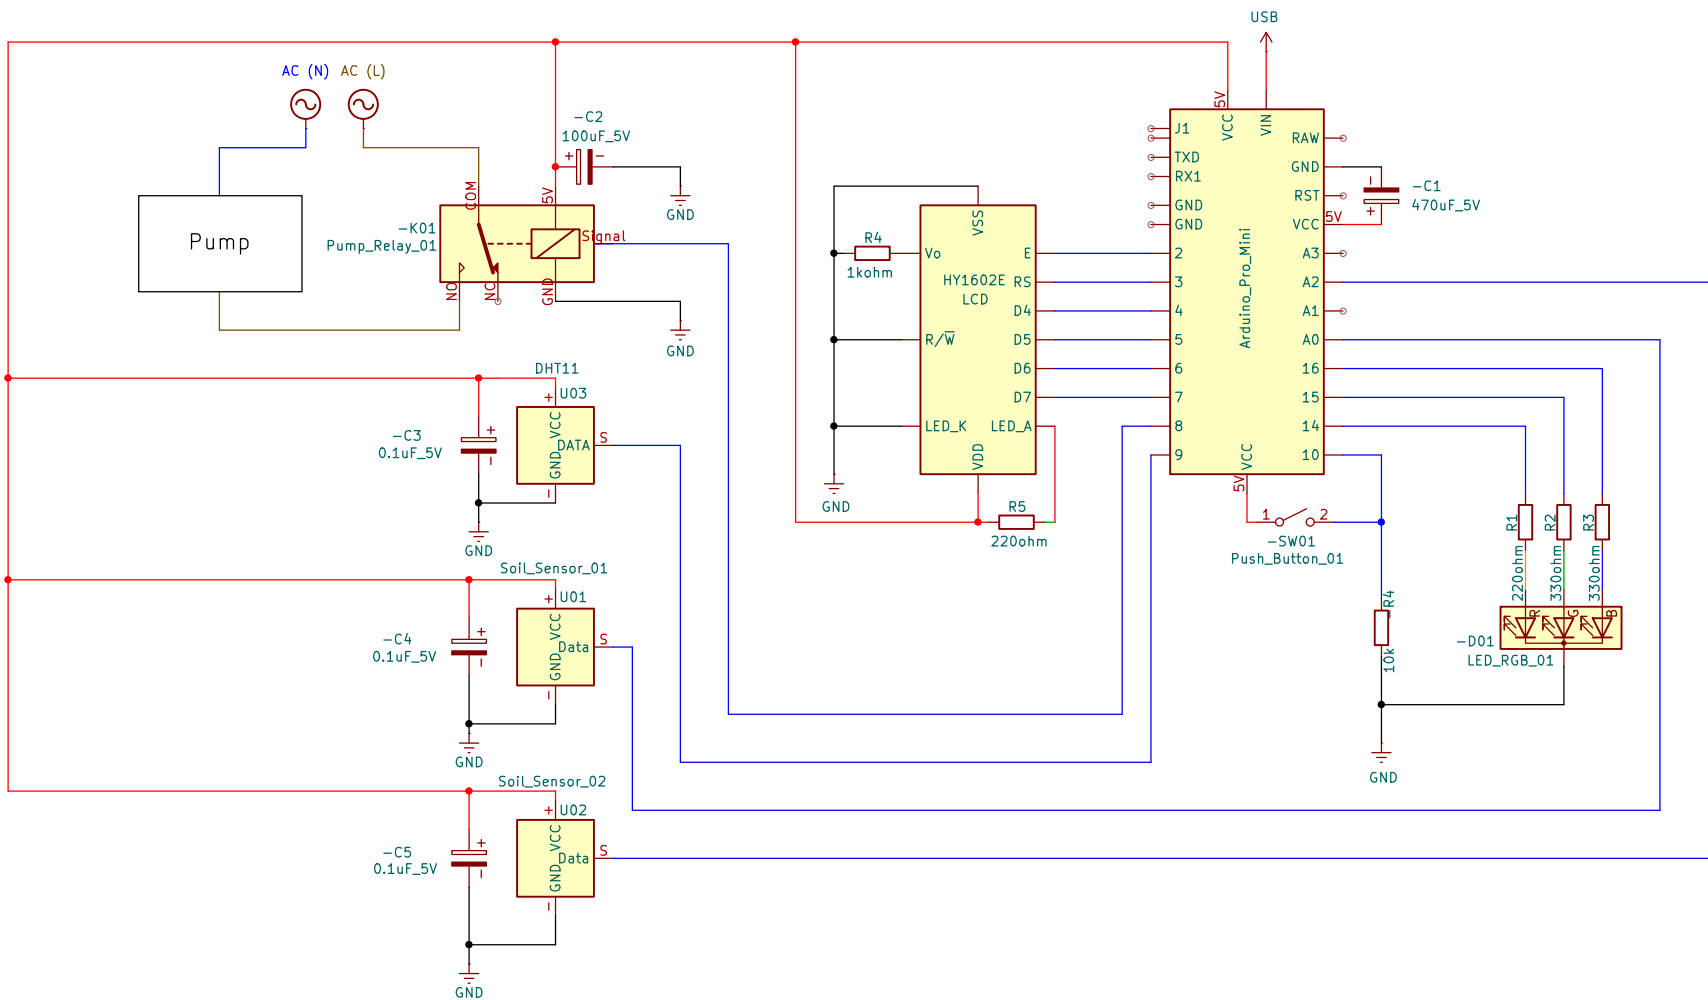 USB
AC (N) AC (L)
-C2
100uF_5V
+ -
GND
COM
5V
-K01
Pump_Relay_01
Signal
NO
NC
GND
GND
Pump
DHT11
+ U03
VCC
DATA
GND
S
-
-C3
0.1uF_5V
+
-
GND
Soil_Sensor_01
+ U01
VCC
Data
GND
S
-
-C4
0.1uF_5V
+
-
GND
Soil_Sensor_02
+ U02
VCC
Data
GND
S
-
-C5
0.1uF_5V
+
-
GND
VSS
R4
1kohm
Vo
HY1602E
LCD
E
RS
D4
R/W
D5
D6
D7
LED_K
LED_A
VDD
GND
R5
220ohm
5V
VCC
VIN
J1
TXD
RX1
GND
GND
2
3
4
5
6
7
8
9
Arduino_Pro_Mini
RAW
GND
RST
VCC
5V
A3
A2
A1
A0
16
15
14
10
VCC
5V
-
-C1
470uF_5V
+
1 2
-SW01
Push_Button_01
R4
10k
GND
R1
220ohm
R2
330ohm
R3
330ohm
R
G
B
-D01
LED_RGB_01